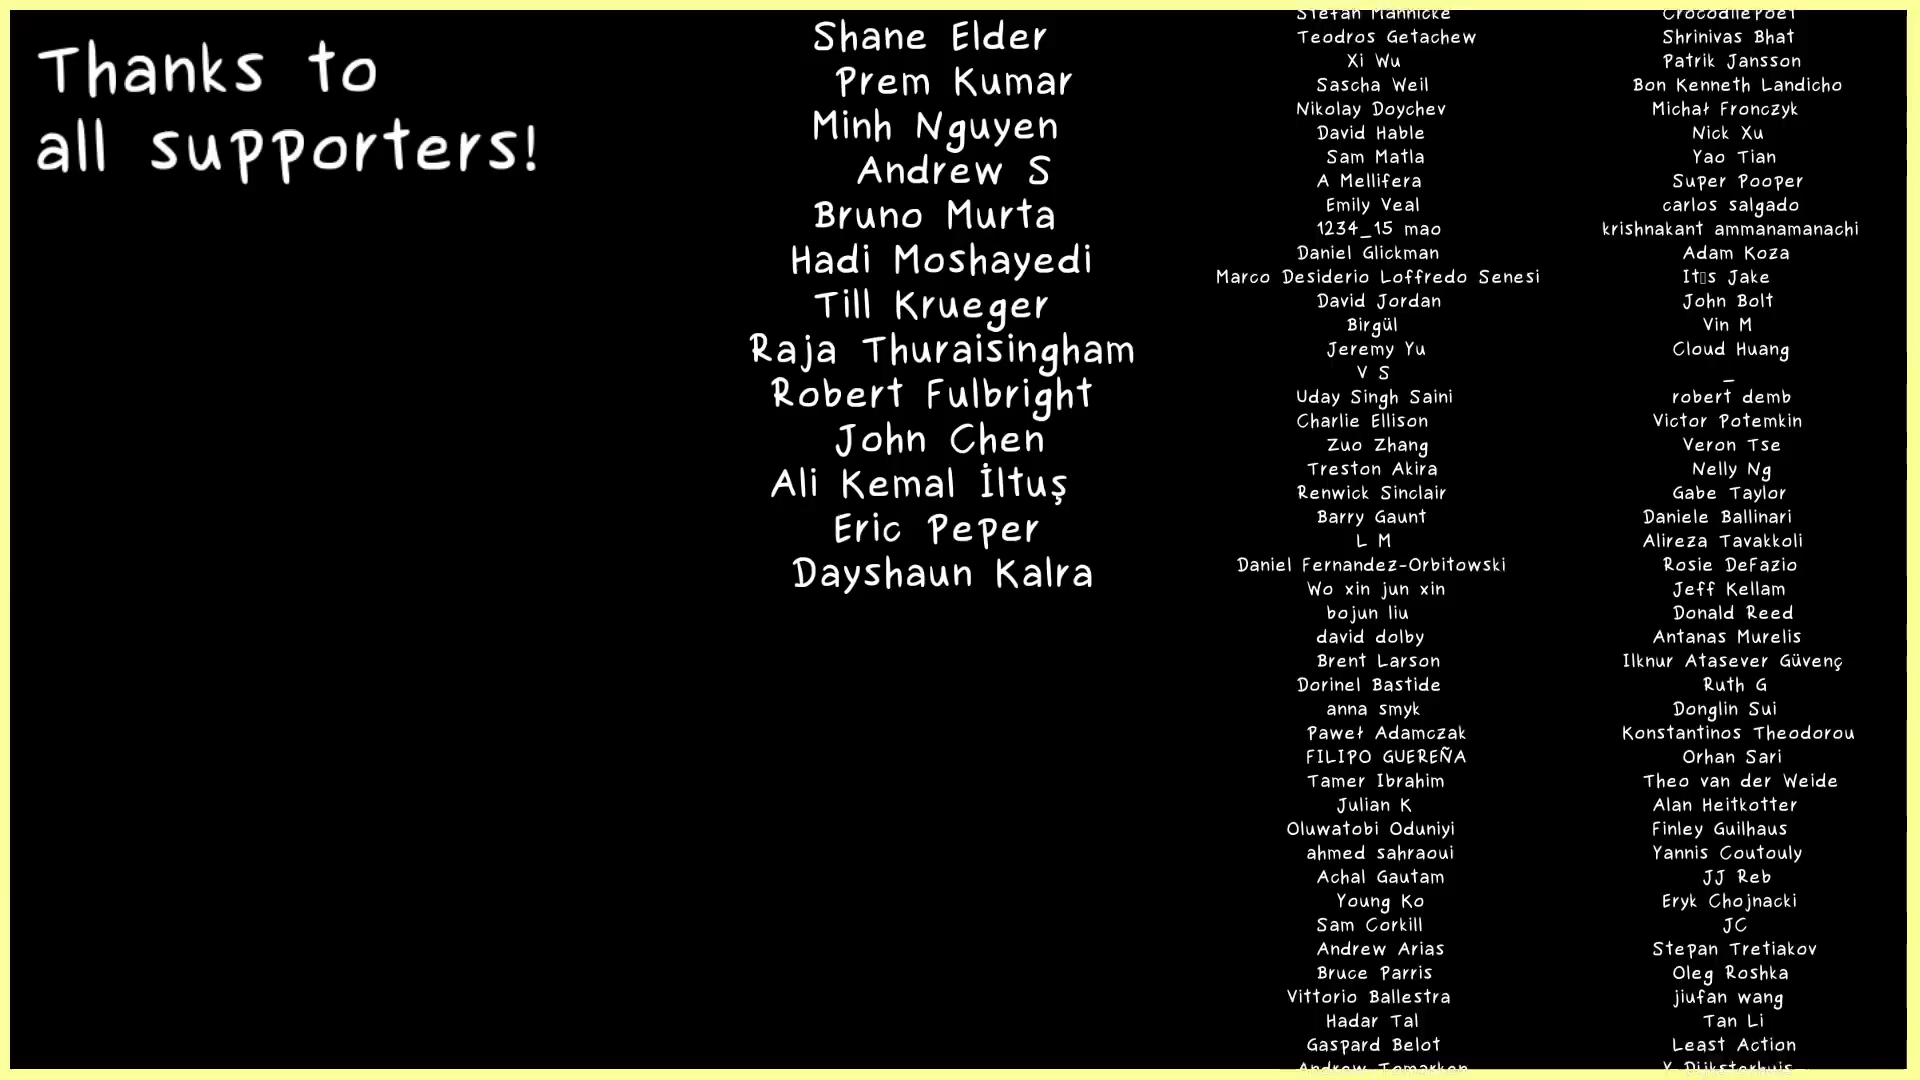 Thanks to
all supporters!
Shane Elder
Prem Kumar
Minh Nguyen
Andrew S
Bruno Murta
Hadi Moshayedi
Till Krueger
Raja Thuraisingham
Robert Fulbright
John Chen
Ali Kemal İltuş
Eric Peper
Dayshaun Kalra
Stefan Mannicke
Teodros Getachew
Xi Wu
Sascha Weil
Nikolay Doychev
David Hable
Sam Matla
A Mellifera
Emily Veal
1234_15 mao
Daniel Glickman
Marco Desiderio Loffredo Senesi
David Jordan
Birgül
Jeremy Yu
V S
Uday Singh Saini
Charlie Ellison
Zuo Zhang
Treston Akira
Renwick Sinclair
Barry Gaunt
L M
Daniel Fernandez-Orbitowski
Wo xin jun xin
bojun liu
david dolby
Brent Larson
Dorinel Bastide
anna smyk
Paweł Adamczak
FILIPO GUEREÑA
Tamer Ibrahim
Julian K
Oluwatobi Oduniyi
ahmed sahraoui
Achal Gautam
Young Ko
Sam Corkill
Andrew Arias
Bruce Parris
Vittorio Ballestra
Hadar Tal
Gaspard Belot
Andrew Tomarken
CrocodilePoet
Shrinivas Bhat
Patrik Jansson
Bon Kenneth Landicho
Michał Fronczyk
Nick Xu
Yao Tian
Super Pooper
carlos salgado
krishnakant ammanamanachi
Adam Koza
It▯s Jake
John Bolt
Vin M
Cloud Huang
_
robert demb
Victor Potemkin
Veron Tse
Nelly Ng
Gabe Taylor
Daniele Ballinari
Alireza Tavakkoli
Rosie DeFazio
Jeff Kellam
Donald Reed
Antanas Murelis
Ilknur Atasever Güvenç
Ruth G
Donglin Sui
Konstantinos Theodorou
Orhan Sari
Theo van der Weide
Alan Heitkotter
Finley Guilhaus
Yannis Coutouly
JJ Reb
Eryk Chojnacki
JC
Stepan Tretiakov
Oleg Roshka
jiufan wang
Tan Li
Least Action
Y Dijksterhuis